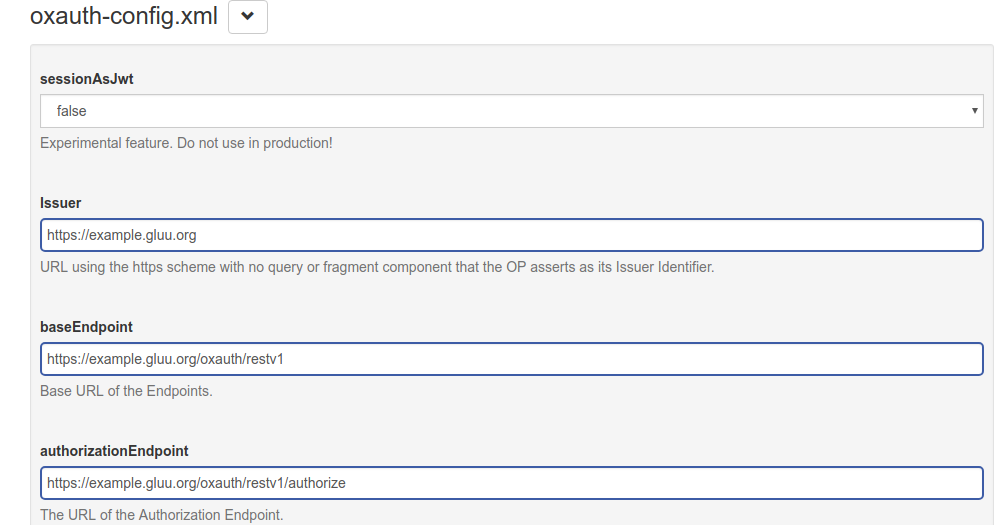 oxauth-config.xml
sessionAsJwt
false
Experimental feature. Do not use in production!
Issuer
https://example.gluu.org
URL using the https scheme with no query or fragment component that the OP asserts as its Issuer Identifier.
baseEndpoint
https://example.gluu.org/oxauth/restv1
Base URL of the Endpoints.
authorizationEndpoint
https://example.gluu.org/oxauth/restv1/authorize
The URL of the Authorization Endpoint.